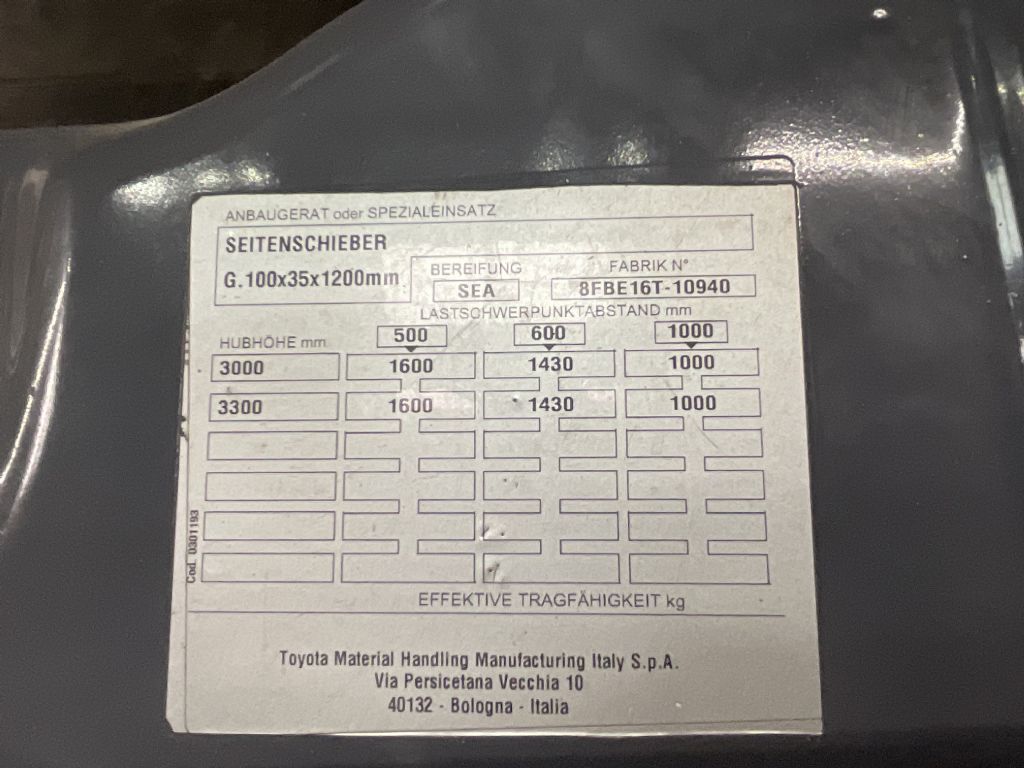 ANBAUGERAT oder SPEZIALEINSATZ
SEITENSCHIEBER
G.100x35x1200mm
BEREIFUNG FABRIK N°
SEA 8FBE16T-10940
LASTSCHWERPUNKTABSTAND mm
HUBHÖHE mm 500 600 1000
3000 1600 1430 1000
3300 1600 1430 1000
Cod. 0301193
EFFEKTIVE TRAGFÄHIGKEIT kg
Toyota Material Handling Manufacturing Italy S.p.A.
Via Persicetana Vecchia 10
40132 - Bologna - Italia